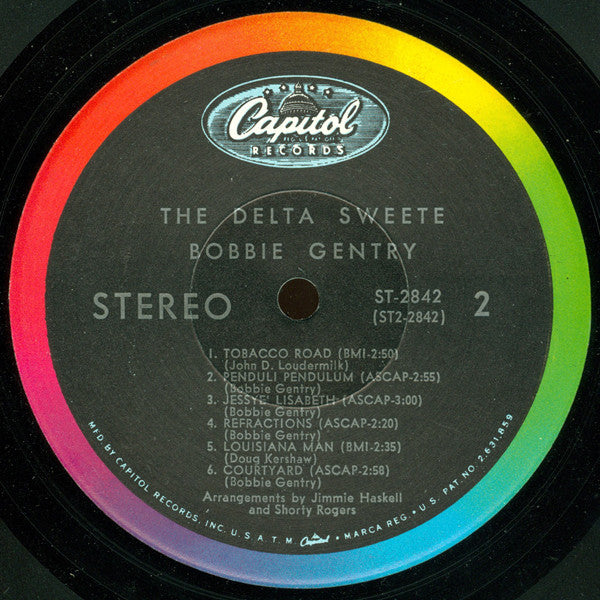 Capitol
RECORDS
THE DELTA SWEETE
BOBBIE GENTRY
STEREO
ST-2842
(ST2-2842)
2
1. TOBACCO ROAD (BMI-2:50)
(John D. Loudermilk)
2. PENDULI PENDULUM (ASCAP-2:55)
(Bobbie Gentry)
3. JESSYE' LISABETH (ASCAP-3:00)
(Bobbie Gentry)
4. REFRACTIONS (ASCAP-2:20)
(Bobbie Gentry)
5. LOUISIANA MAN (BMI-2:35)
(Doug Kershaw)
6. COURTYARD (ASCAP-2:58)
(Bobbie Gentry)
Arrangements by Jimmie Haskell
and Shorty Rogers
MFD. BY CAPITOL RECORDS, INC. U.S.A. T.M. Capitol • MARCA REG. • U.S. PAT. NO. 2,631,859